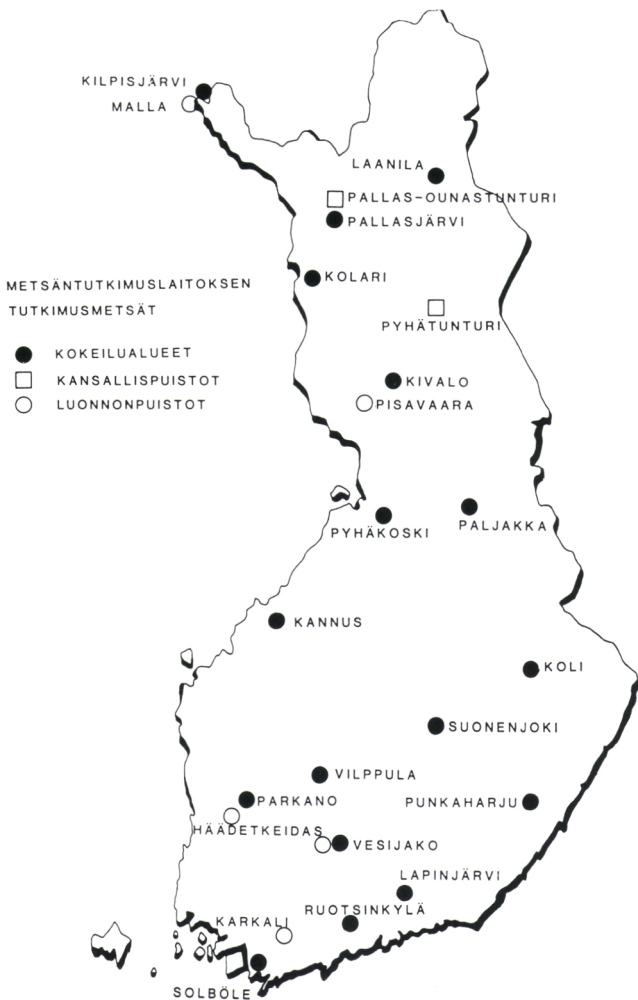 KILPISJÄRVI
MALLA
LAANILA
PALLAS-OUNASTUNTURI
PALLASJÄRVI
KOLARI
METSÄNTUTKIMUSLAITOKSEN
TUTKIMUSMETSÄT
KOKEILUALUEET
KANSALLISPUISTOT
LUONNONPUISTOT
PYHÄTUNTURI
KIVALO
PISAVAARA
PYHÄKOSKI
PALJAKKA
KANNUS
KOLI
SUONENJOKI
VILPPULA
PARKANO
PUNKAHARJU
HÄÄDETKEIDAS
VESIJAKO
LAPINJÄRVI
RUOTSINKYLÄ
KARKALI
SOLBÖLE